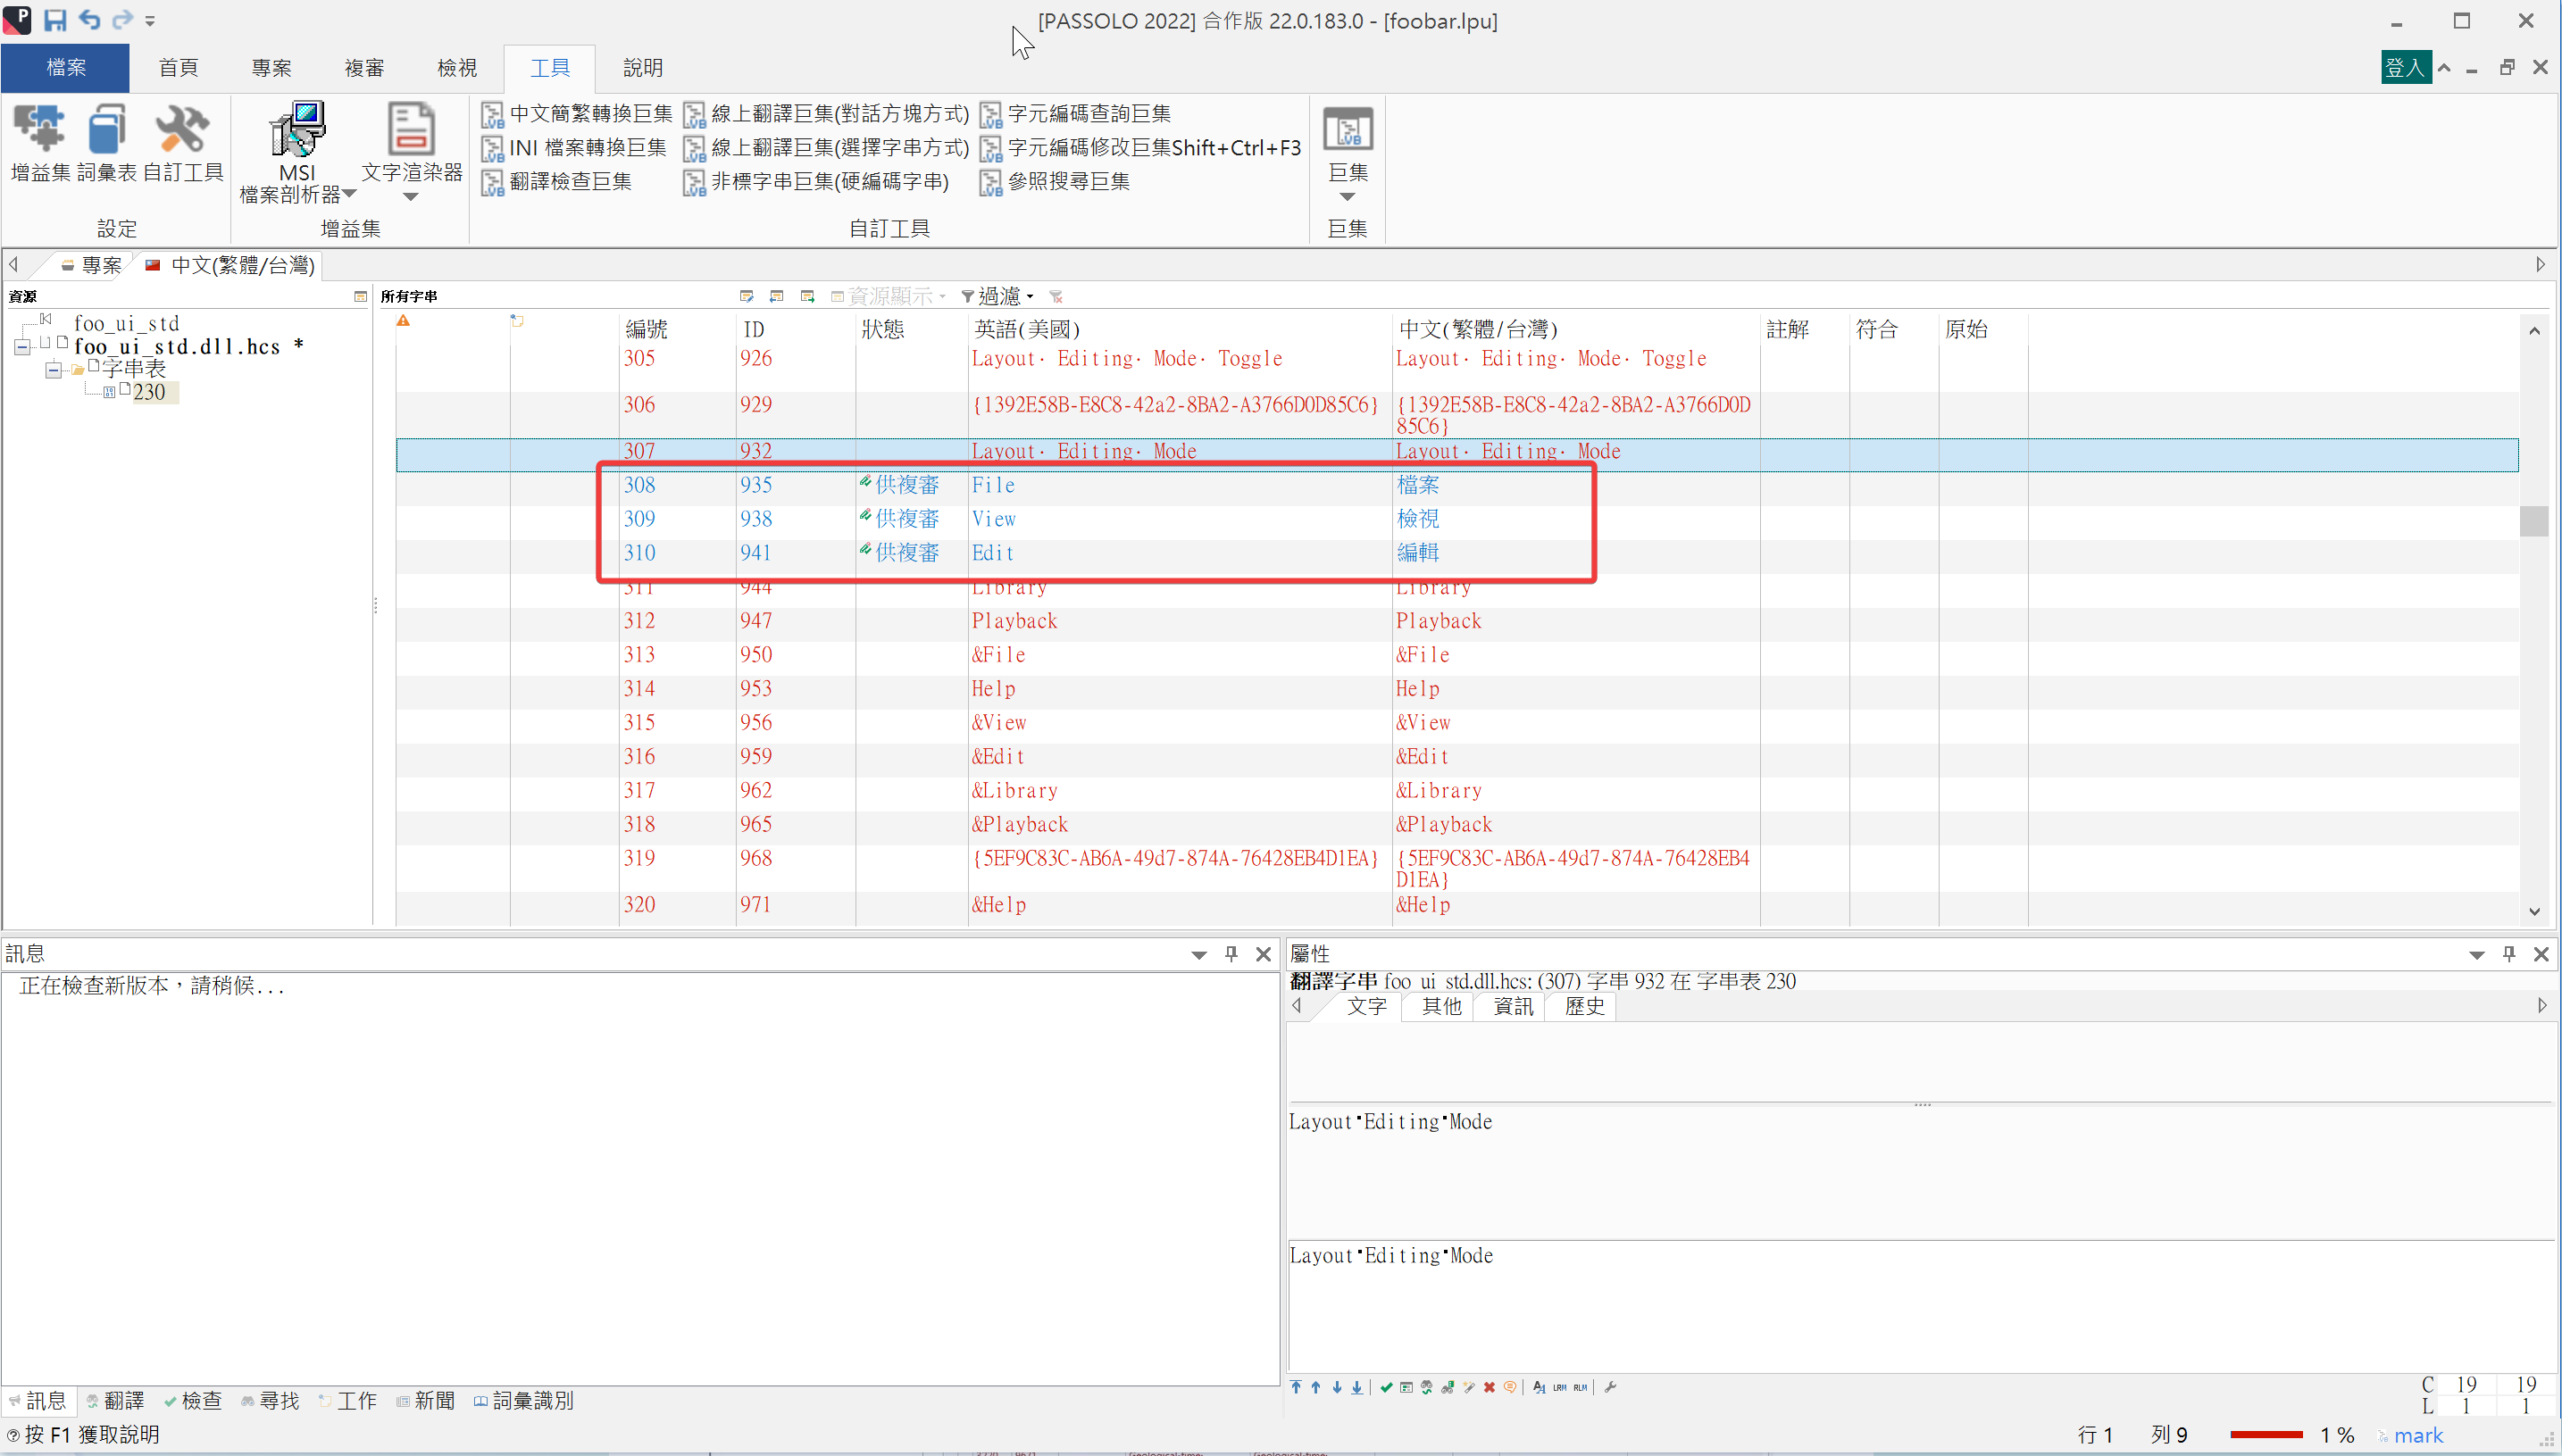 [PASSOLO 2022] 合作版 22.0.183.0 - [foobar.lpu]
檔案 首頁 專案 複審 檢視 工具 說明 登入
增益集 詞彙表 自訂工具
設定
MSI
檔案剖析器 文字渲染器
增益集
中文簡繁轉換巨集 線上翻譯巨集(對話方塊方式) 字元編碼查詢巨集
INI 檔案轉換巨集 線上翻譯巨集(選擇字串方式) 字元編碼修改巨集Shift+Ctrl+F3
翻譯檢查巨集 非標字串巨集(硬編碼字串) 參照搜尋巨集
自訂工具
巨集
巨集
專案 中文(繁體/台灣)
資源
foo_ui_std
foo_ui_std.dll.hcs *
字串表
230
所有字串 資源顯示 過濾
編號 ID 狀態 英語(美國) 中文(繁體/台灣) 註解 符合 原始
305 926 Layout· Editing· Mode· Toggle Layout· Editing· Mode· Toggle
306 929 {1392E58B-E8C8-42a2-8BA2-A3766D0D85C6} {1392E58B-E8C8-42a2-8BA2-A3766D0D
85C6}
307 932 Layout· Editing· Mode Layout· Editing· Mode
308 935 供複審 File 檔案
309 938 供複審 View 檢視
310 941 供複審 Edit 編輯
311 944 Library Library
312 947 Playback Playback
313 950 &File &File
314 953 Help Help
315 956 &View &View
316 959 &Edit &Edit
317 962 &Library &Library
318 965 &Playback &Playback
319 968 {5EF9C83C-AB6A-49d7-874A-76428EB4D1EA} {5EF9C83C-AB6A-49d7-874A-76428EB4
D1EA}
320 971 &Help &Help
訊息
正在檢查新版本，請稍候...
屬性
翻譯字串 foo_ui_std.dll.hcs: (307) 字串 932 在 字串表 230
文字 其他 資訊 歷史
Layout·Editing·Mode
Layout·Editing·Mode
LRM RLM
C 19 19
L 1 1
訊息 翻譯 檢查 尋找 工作 新聞 詞彙識別
按 F1 獲取說明
行 1 列 9 1 % mark